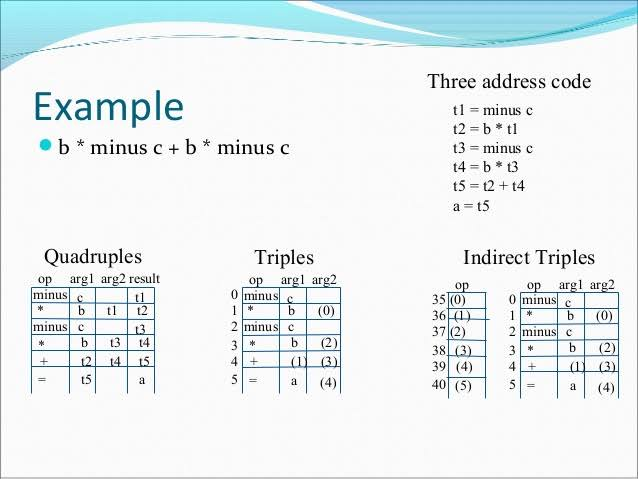 Three address code
Example
t1 = minus c
t2 = b * t1
b * minus c + b * minus c
t3 = minus c
t4 = b * t3
t5 = t2 + t4
a = t5
Quadruples
op arg1 arg2 result
minus c t1
* b t1 t2
minus c t3
* b t3 t4
+ t2 t4 t5
= t5 a
Triples
op arg1 arg2
0 minus c
1 * b (0)
2 minus c
3 * b (2)
4 + (1) (3)
5 = a (4)
Indirect Triples
op
35 (0)
36 (1)
37 (2)
38 (3)
39 (4)
40 (5)
op arg1 arg2
0 minus c
1 * b (0)
2 minus c
3 * b (2)
4 + (1) (3)
5 = a (4)